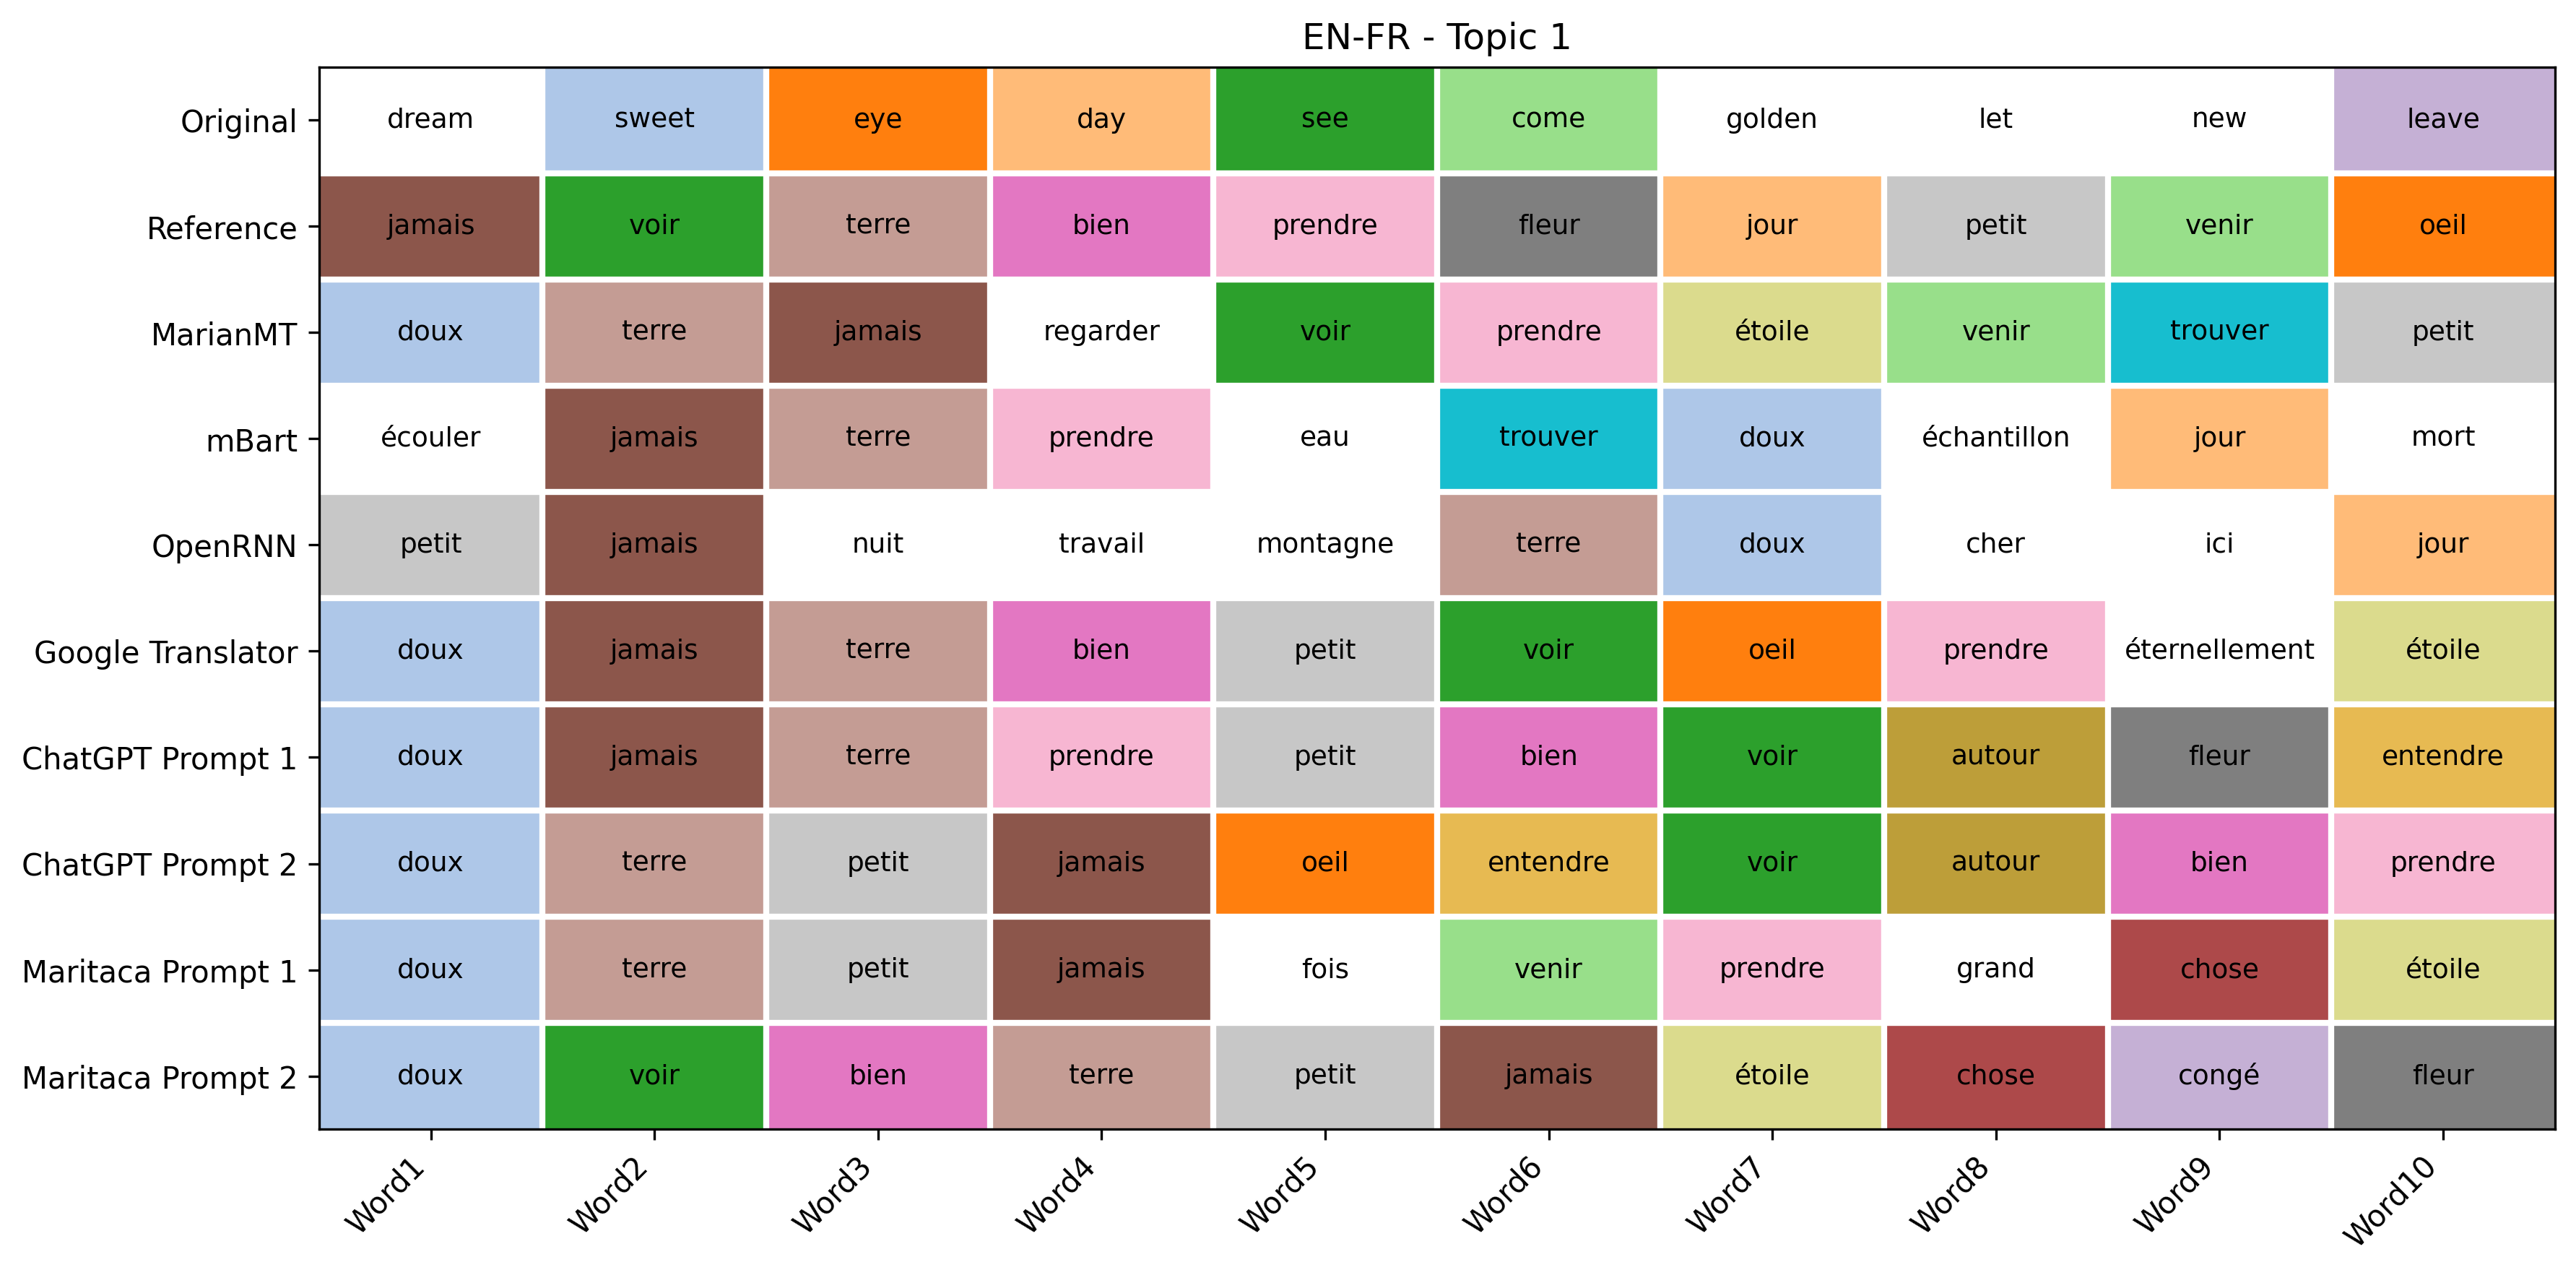 EN-FR - Topic 1
Original dream sweet eye day see come golden let new leave
Reference jamais voir terre bien prendre fleur jour petit venir oeil
MarianMT doux terre jamais regarder voir prendre étoile venir trouver petit
mBart écouler jamais terre prendre eau trouver doux échantillon jour mort
OpenRNN petit jamais nuit travail montagne terre doux cher ici jour
Google Translator doux jamais terre bien petit voir oeil prendre éternellement étoile
ChatGPT Prompt 1 doux jamais terre prendre petit bien voir autour fleur entendre
ChatGPT Prompt 2 doux terre petit jamais oeil entendre voir autour bien prendre
Maritaca Prompt 1 doux terre petit jamais fois venir prendre grand chose étoile
Maritaca Prompt 2 doux voir bien terre petit jamais étoile chose congé fleur
Word1 Word2 Word3 Word4 Word5 Word6 Word7 Word8 Word9 Word10